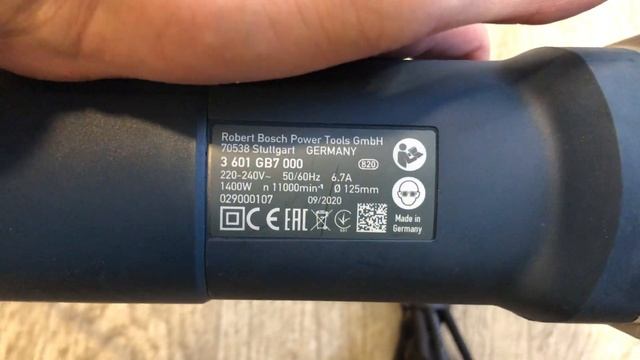 Robert Bosch Power Tools GmbH
70538 Stuttgart GERMANY
3 601 GB7 000 820
220-240V~ 50/60Hz 6.7A
1400W n 11000min⁻¹ Ø 125mm
029000107 09/2020
CE EAC
Made in
Germany